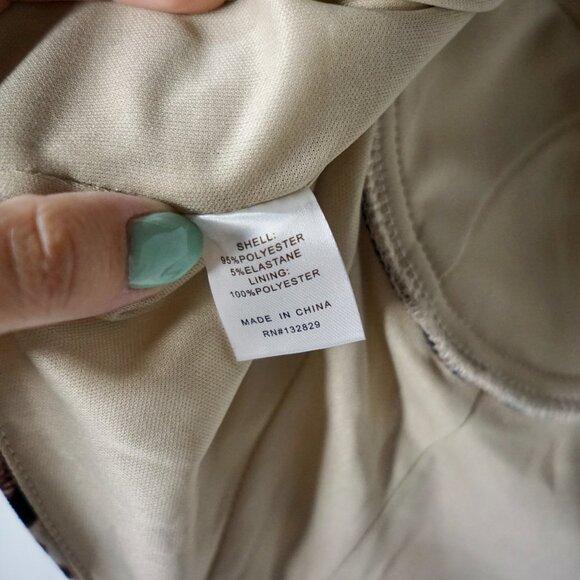 SHELL:
95%POLYESTER
5%ELASTANE
LINING:
100%POLYESTER
MADE IN CHINA
RN#132829